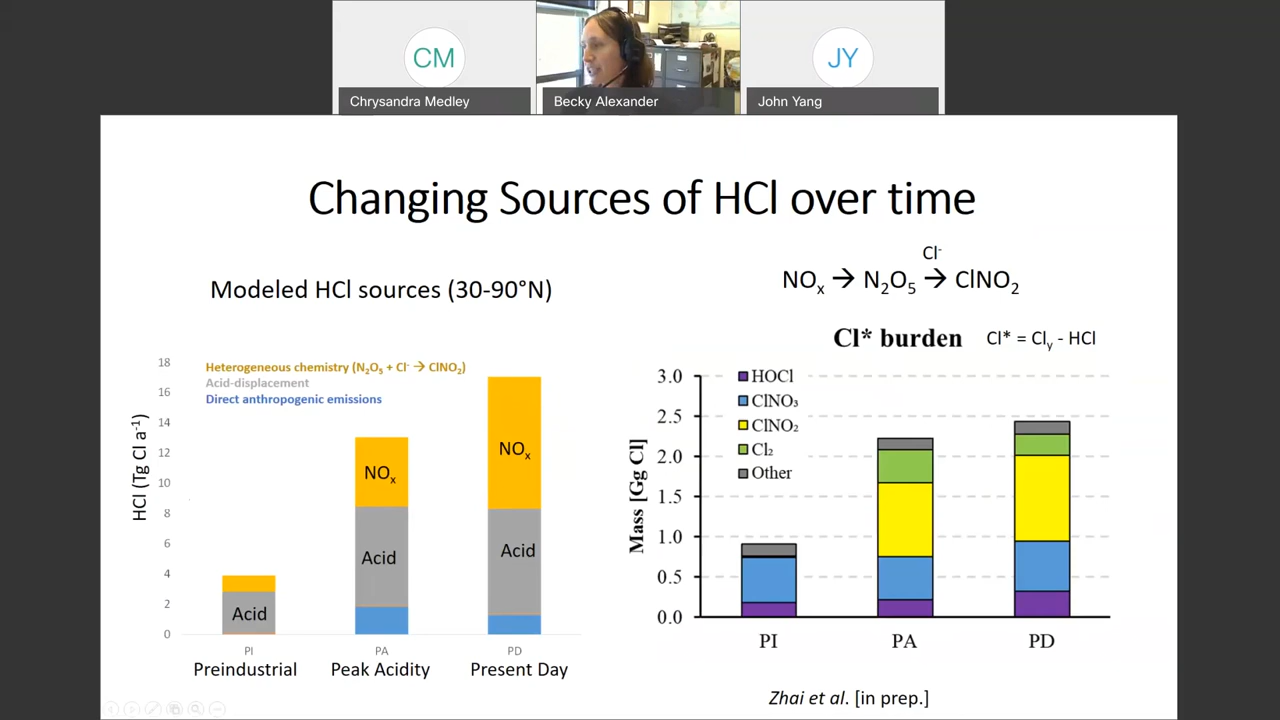 CM
JY
Chrysandra Medley
Becky Alexander
John Yang
Changing Sources of HCl over time
Modeled HCl sources (30-90°N)
18
16
14
12
10
8
6
4
2
0
HCl (Tg Cl a⁻¹)
Heterogeneous chemistry (N₂O₅ + Cl⁻ → ClNO₂)
Acid-displacement
Direct anthropogenic emissions
NOₓ
NOₓ
Acid
Acid
Acid
PI
PA
PD
Preindustrial
Peak Acidity
Present Day
Cl⁻
NOₓ → N₂O₅ → ClNO₂
Cl* burden
Cl* = Clᵧ - HCl
3.0
2.5
2.0
1.5
1.0
0.5
0.0
Mass [Gg Cl]
HOCl
ClNO₃
ClNO₂
Cl₂
Other
PI
PA
PD
Zhai et al. [in prep.]